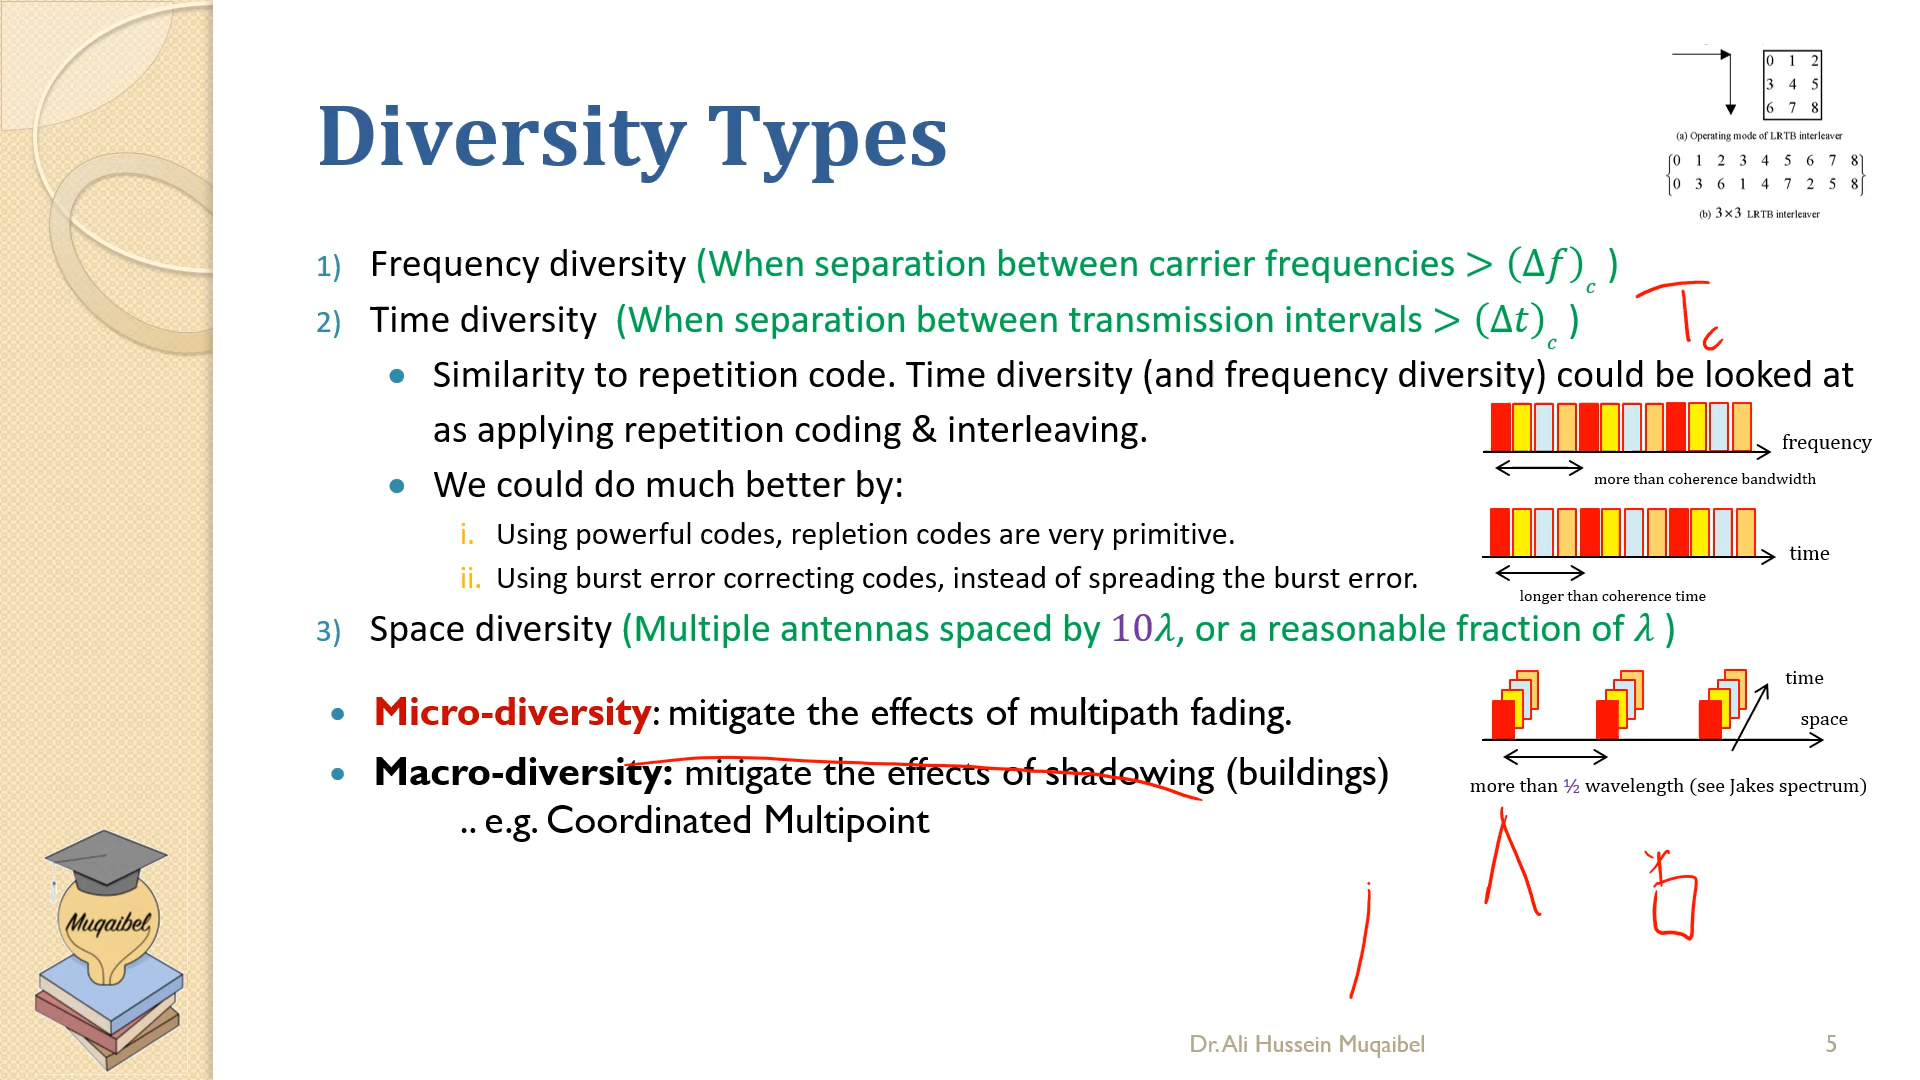 Diversity Types
0 1 2
3 4 5
6 7 8
(a) Operating mode of LRTB interleaver
0 1 2 3 4 5 6 7 8
0 3 6 1 4 7 2 5 8
(b) 3×3 LRTB interleaver
1) Frequency diversity (When separation between carrier frequencies > (Δf)c )
2) Time diversity (When separation between transmission intervals > (Δt)c )
Tc
• Similarity to repetition code. Time diversity (and frequency diversity) could be looked at
as applying repetition coding & interleaving.
frequency
more than coherence bandwidth
• We could do much better by:
i. Using powerful codes, repletion codes are very primitive.
ii. Using burst error correcting codes, instead of spreading the burst error.
time
longer than coherence time
3) Space diversity (Multiple antennas spaced by 10λ, or a reasonable fraction of λ )
• Micro-diversity: mitigate the effects of multipath fading.
• Macro-diversity: mitigate the effects of shadowing (buildings)
.. e.g. Coordinated Multipoint
time
space
more than ½ wavelength (see Jakes spectrum)
Muqaibel
Dr. Ali Hussein Muqaibel
5